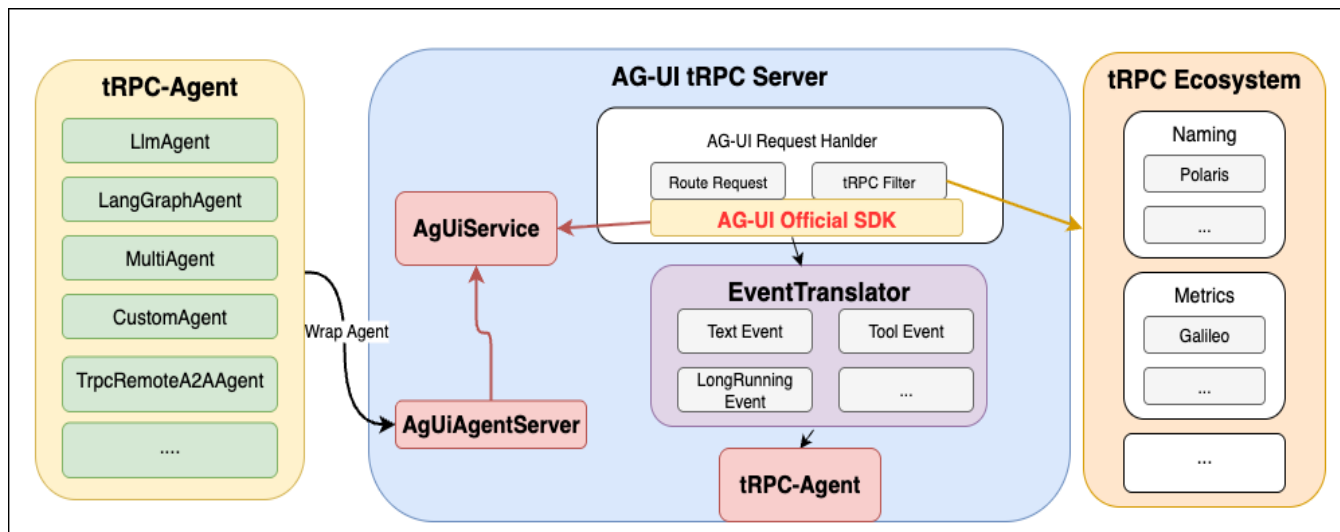 tRPC-Agent
LlmAgent
LangGraphAgent
MultiAgent
CustomAgent
TrpcRemoteA2AAgent
....
Wrap Agent
AG-UI tRPC Server
AG-UI Request Hanlder
Route Request
tRPC Filter
AG-UI Official SDK
AgUiService
AgUiAgentServer
EventTranslator
Text Event
Tool Event
LongRunning
Event
...
tRPC-Agent
tRPC Ecosystem
Naming
Polaris
...
Metrics
Galileo
...
...